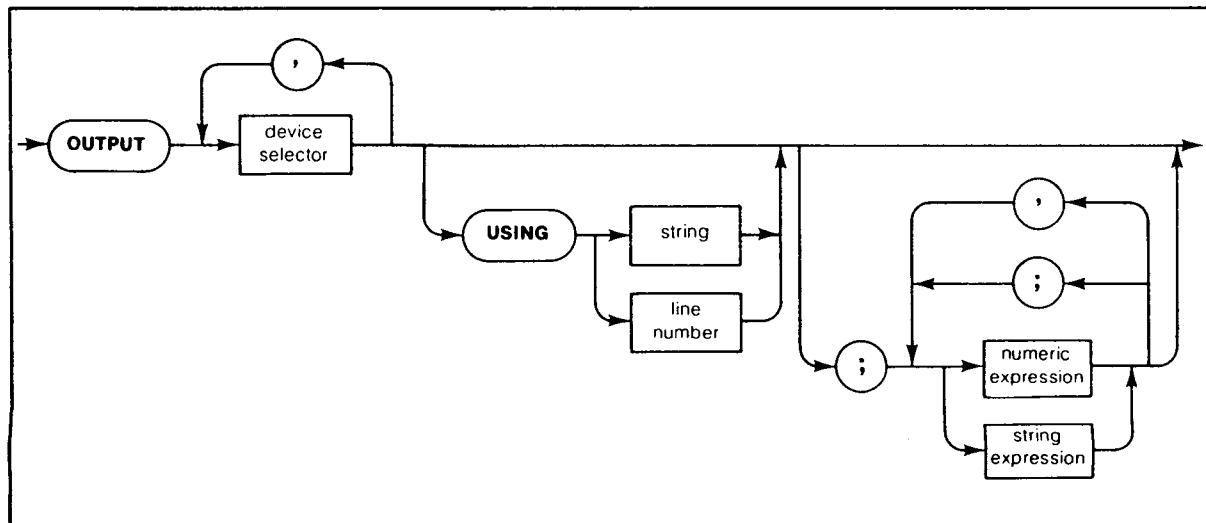 ,
OUTPUT
device
selector
USING
string
line
number
,
;
;
numeric
expression
string
expression